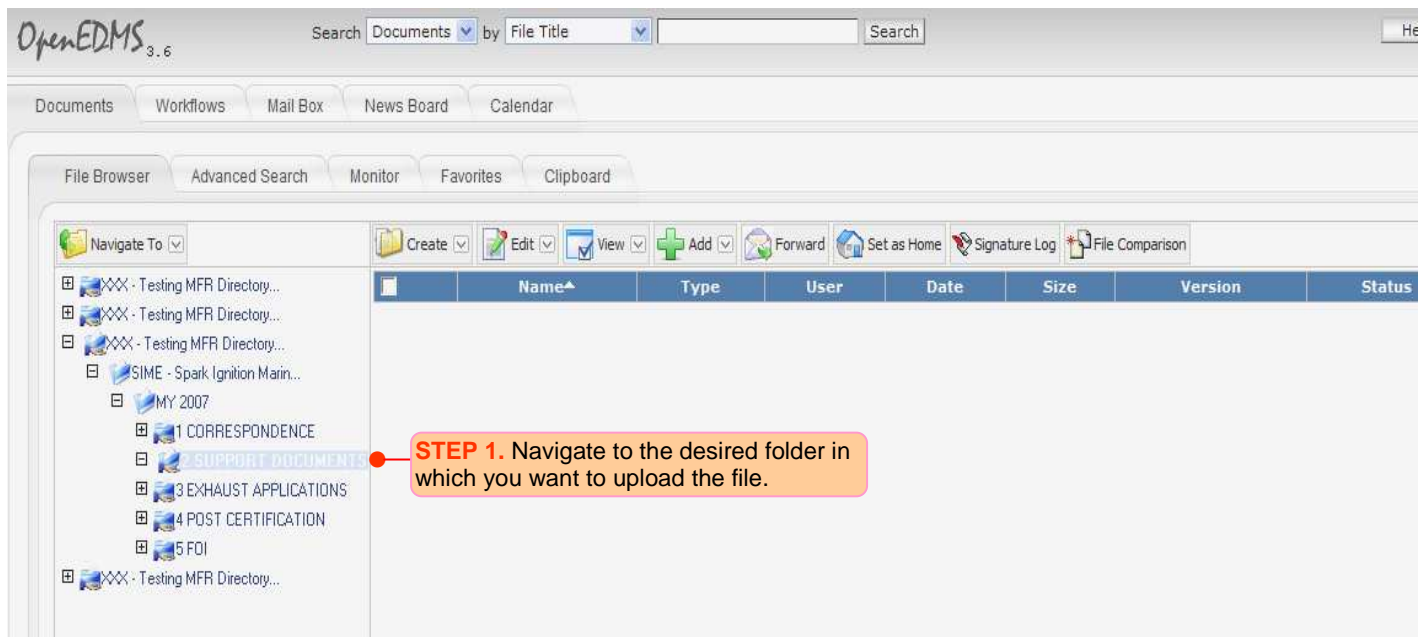 OpenEDMS 3.6
Search Documents by File Title Search
Documents Workflows Mail Box News Board Calendar
File Browser Advanced Search Monitor Favorites Clipboard
Navigate To Create Edit View Add Forward Set as Home Signature Log File Comparison
Name Type User Date Size Version Status
XXX - Testing MFR Directory...
XXX - Testing MFR Directory...
XXX - Testing MFR Directory...
SIME - Spark Ignition Marin...
MY 2007
1 CORRESPONDENCE
2 SUPPORT DOCUMENTS
3 EXHAUST APPLICATIONS
4 POST CERTIFICATION
5 FOI
XXX - Testing MFR Directory...
STEP 1. Navigate to the desired folder in
which you want to upload the file.